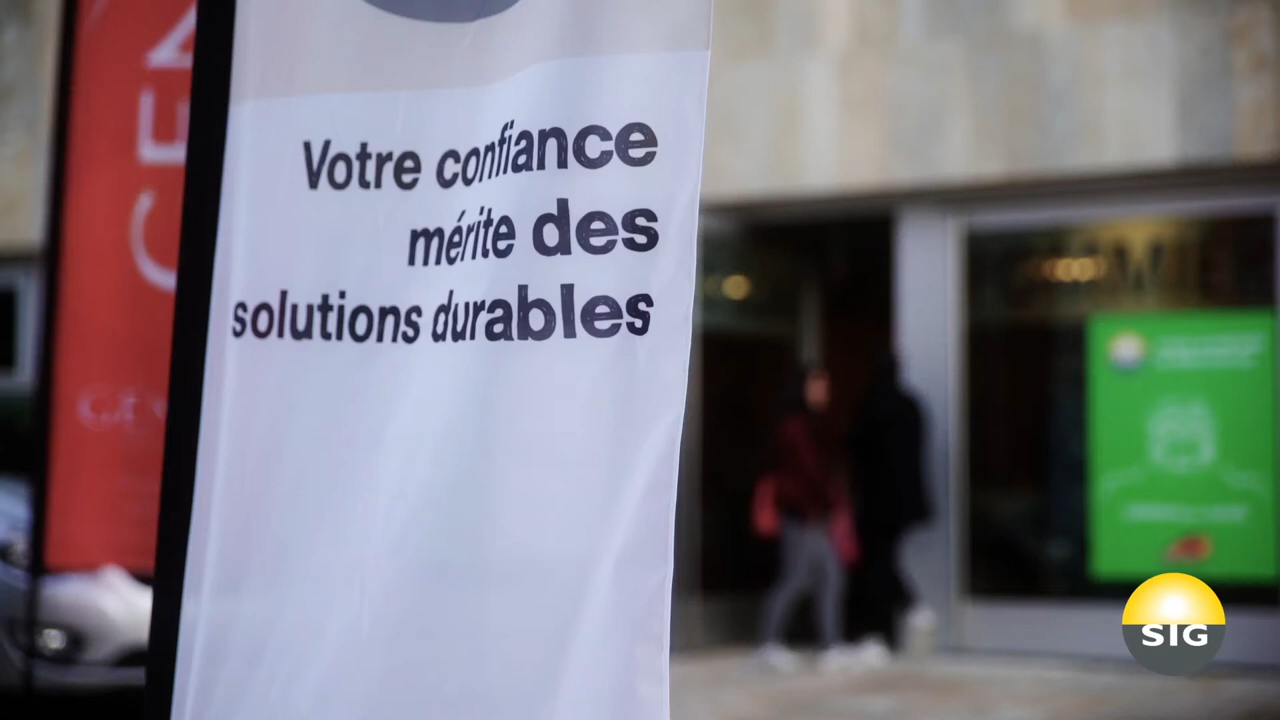 Votre confiance
mérite des
solutions durables
SIG